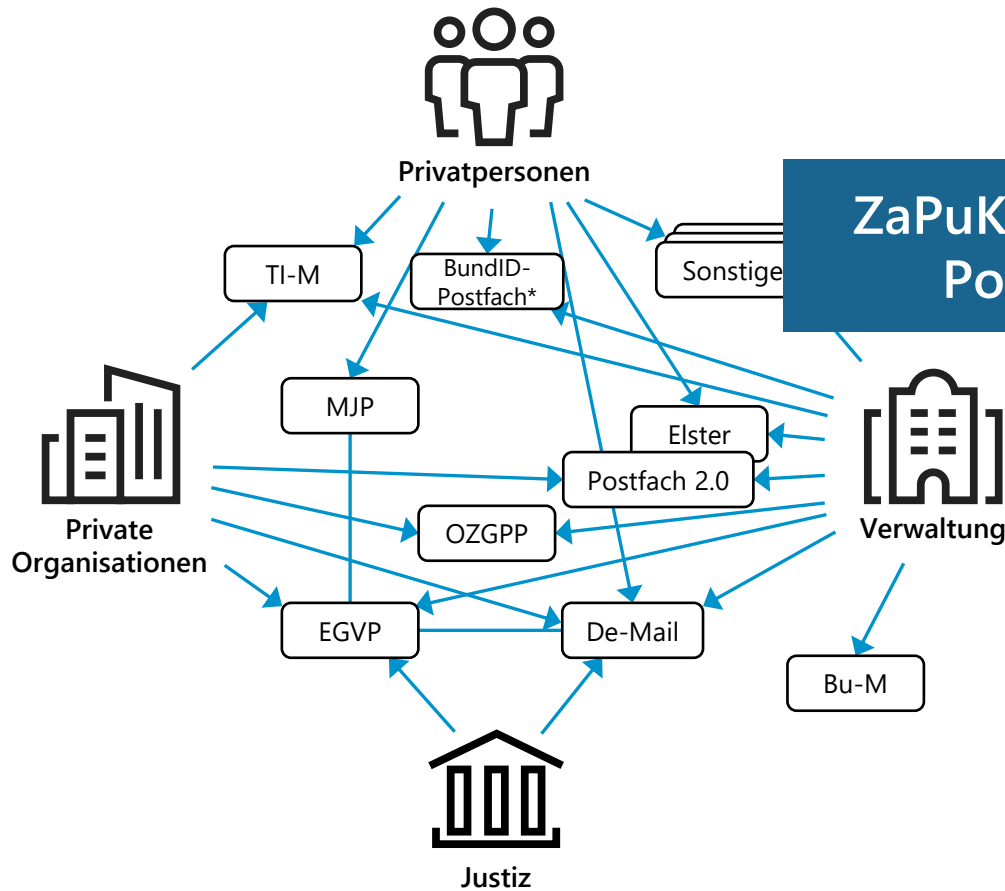 Privatpersonen
ZaPuK
Po
TI-M
BundID-
Postfach*
Sonstige
MJP
Elster
Postfach 2.0
OZGPP
Private
Organisationen
Verwaltung
EGVP
De-Mail
Bu-M
Justiz